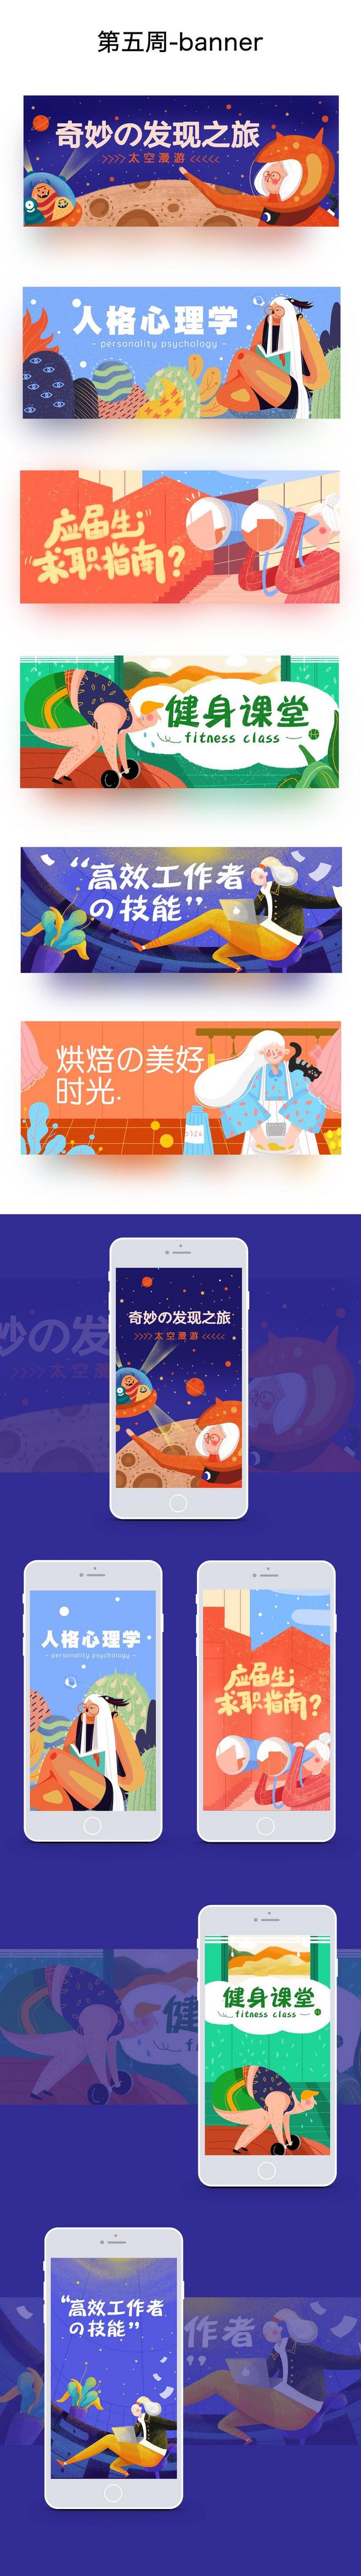 第五周-banner
奇妙の发现之旅
>>>> 太空漫游 <<<<<
人格心理学
- personality psychology -
应届生
求职指南?
健身课堂
fitness class
“高效工作者
の技能”
烘焙の美好
时光.
妙の发
太空漫
奇妙の发现之旅
>>>> 太空漫游 <<<<<
人格心理学
- personality psychology -
应届生
求职指南?
健
健身课堂
fitness class
“高效工作者
の技能”
作者
”